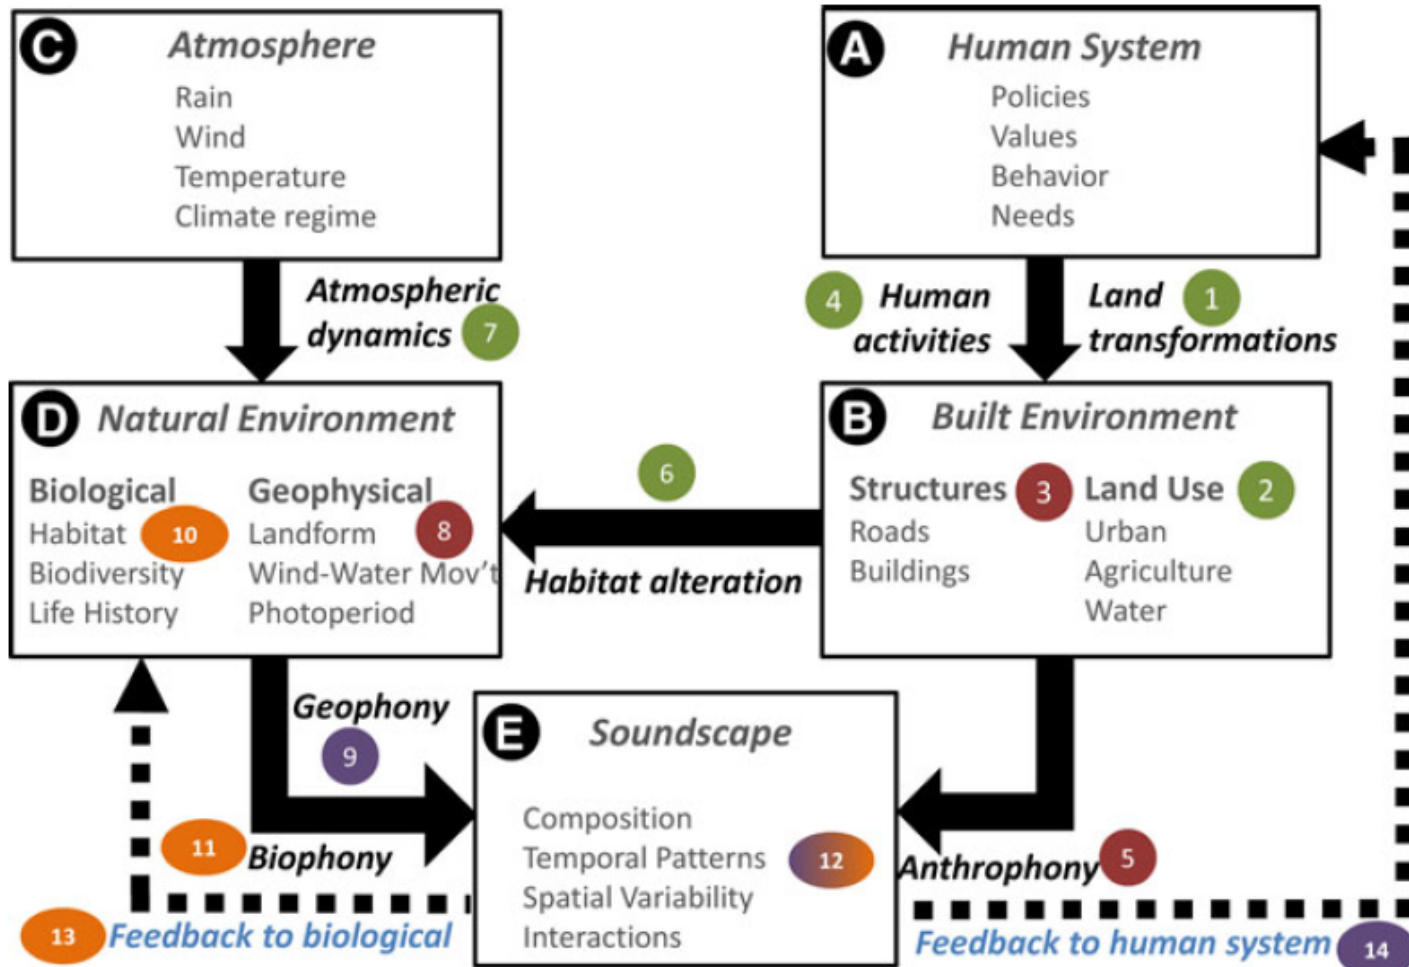 C Atmosphere
Rain
Wind
Temperature
Climate regime
A Human System
Policies
Values
Behavior
Needs
Atmospheric
dynamics 7
4 Human
activities
Land 1
transformations
D Natural Environment
Biological
Habitat 10
Biodiversity
Life History
Geophysical
Landform 8
Wind-Water Mov't
Photoperiod
6
Habitat alteration
B Built Environment
Structures 3
Roads
Buildings
Land Use 2
Urban
Agriculture
Water
Geophony
9
11 Biophony
E Soundscape
Composition
Temporal Patterns 12
Spatial Variability
Interactions
Anthrophony 5
13 Feedback to biological
Feedback to human system 14